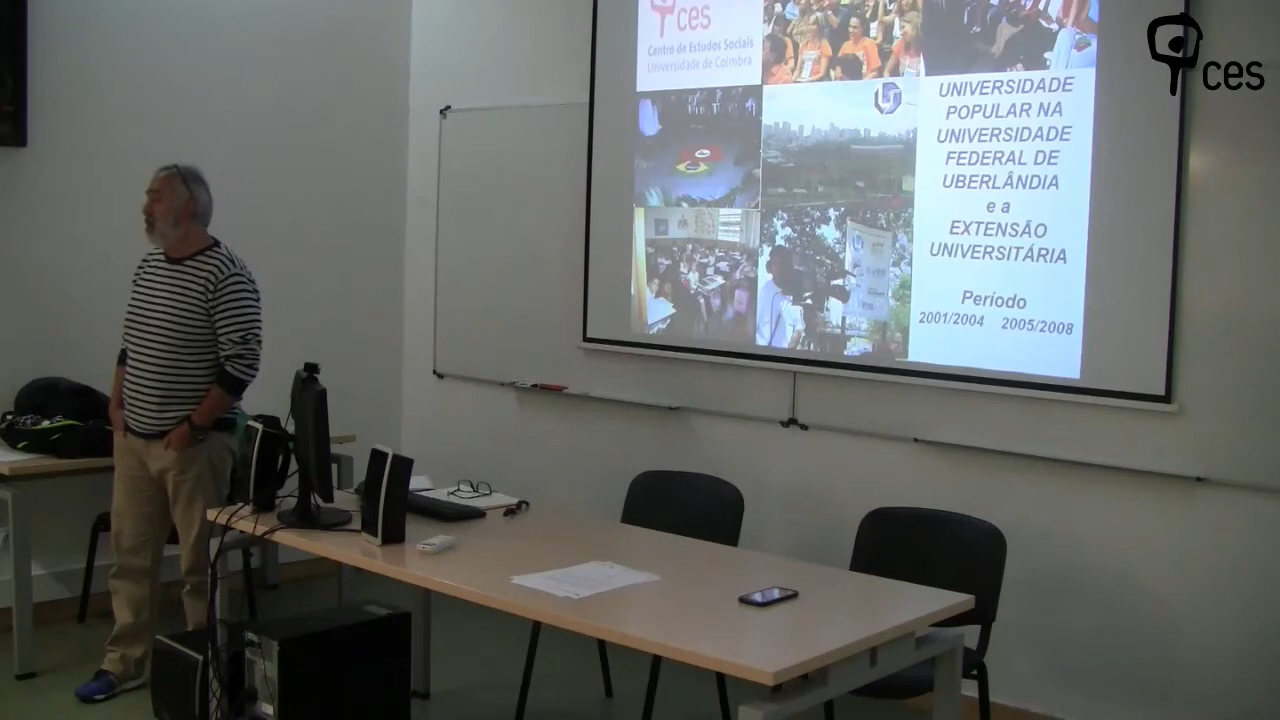 ces
Centro de Estudos Sociais
Universidade de Coimbra
UNIVERSIDADE
POPULAR NA
UNIVERSIDADE
FEDERAL DE
UBERLÂNDIA
e a
EXTENSÃO
UNIVERSITÁRIA
Período
2001/2004 2005/2008
ces